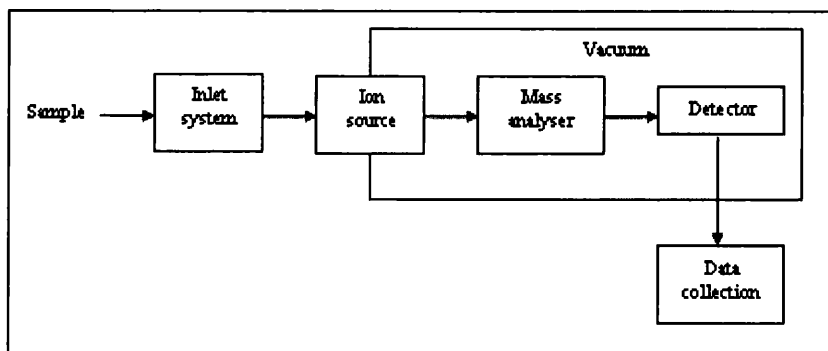 Vacuum
Sample
Inlet
system
Ion
source
Mass
analyser
Detector
Data
collection